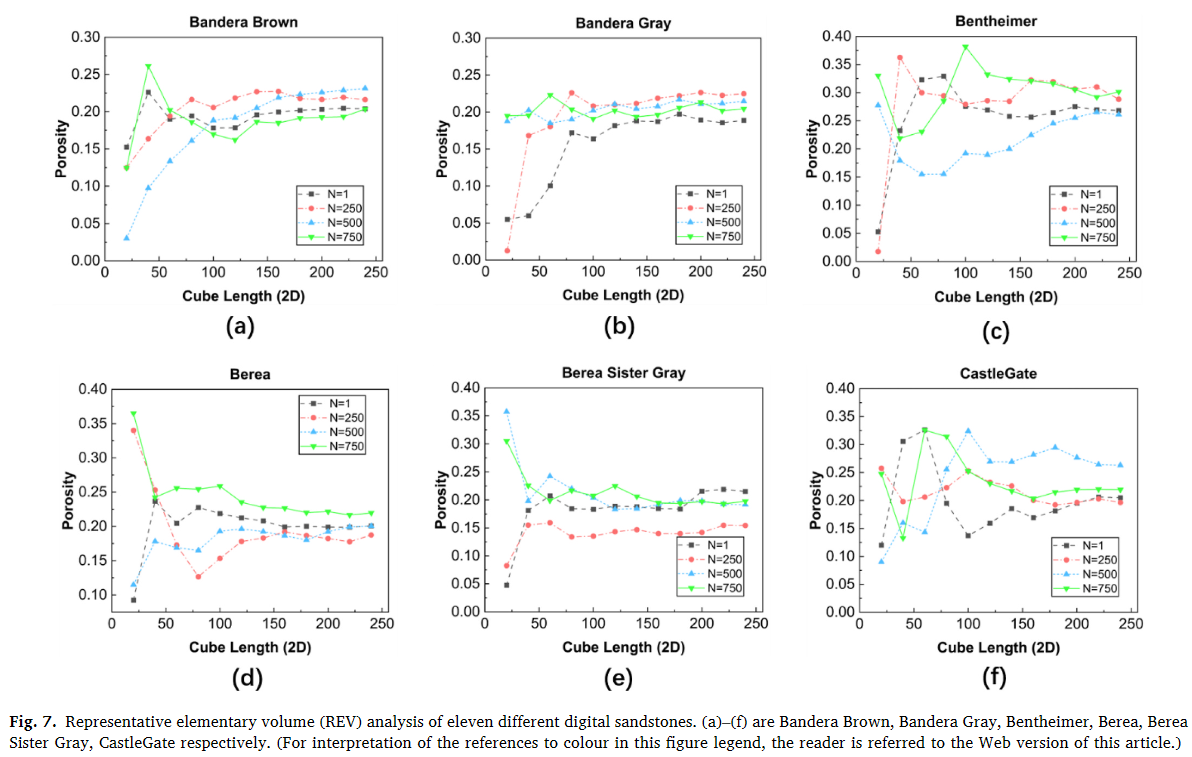 Bandera Brown
0.30
0.25
0.20
0.15
0.10
0.05
0.00
Porosity
N=1
N=250
N=500
N=750
0 50 100 150 200 250
Cube Length (2D)
(a)
Bandera Gray
0.30
0.25
0.20
0.15
0.10
0.05
0.00
Porosity
N=1
N=250
N=500
N=750
0 50 100 150 200 250
Cube Length (2D)
(b)
Bentheimer
0.40
0.35
0.30
0.25
0.20
0.15
0.10
0.05
0.00
Porosity
N=1
N=250
N=500
N=750
0 50 100 150 200 250
Cube Length (2D)
(c)
Berea
0.40
0.35
0.30
0.25
0.20
0.15
0.10
Porosity
N=1
N=250
N=500
N=750
0 50 100 150 200 250
Cube Length (2D)
(d)
Berea Sister Gray
0.40
0.35
0.30
0.25
0.20
0.15
0.10
0.05
0.00
Porosity
N=1
N=250
N=500
N=750
0 50 100 150 200 250
Cube Length (2D)
(e)
CastleGate
0.40
0.35
0.30
0.25
0.20
0.15
0.10
0.05
0.00
Porosity
N=1
N=250
N=500
N=750
0 50 100 150 200 250
Cube Length (2D)
(f)
Fig. 7. Representative elementary volume (REV) analysis of eleven different digital sandstones. (a)–(f) are Bandera Brown, Bandera Gray, Bentheimer, Berea, Berea
Sister Gray, CastleGate respectively. (For interpretation of the references to colour in this figure legend, the reader is referred to the Web version of this article.)